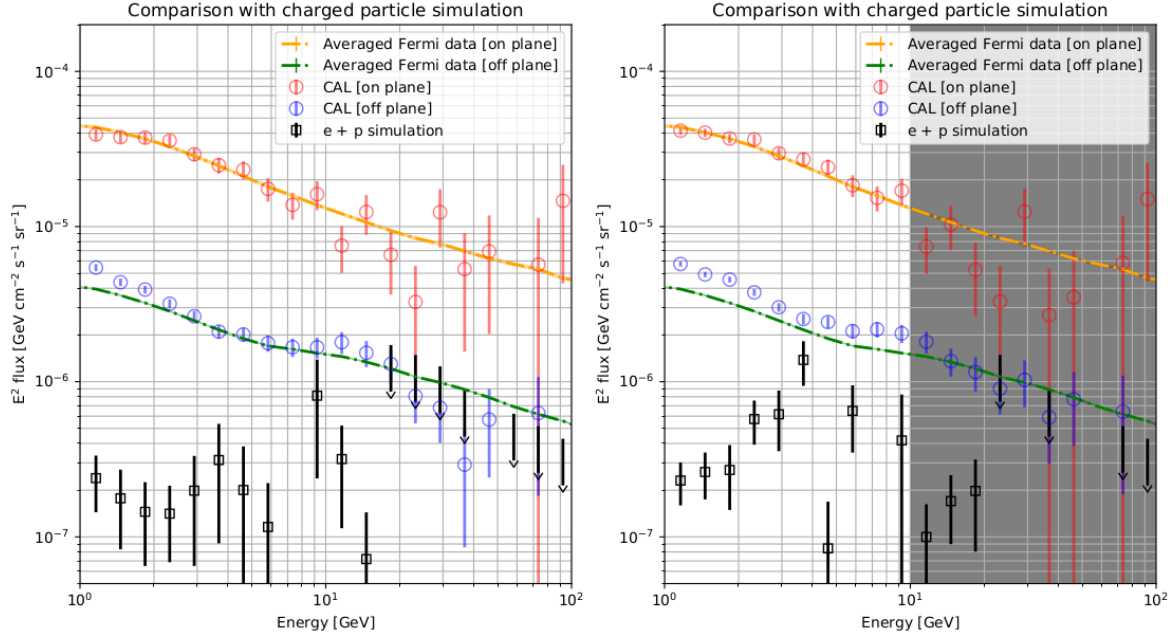 Comparison with charged particle simulation
Averaged Fermi data [on plane]
Averaged Fermi data [off plane]
CAL [on plane]
CAL [off plane]
e + p simulation
10⁻⁴
10⁻⁵
10⁻⁶
10⁻⁷
E² flux [GeV cm⁻² s⁻¹ sr⁻¹]
10⁰
10¹
10²
Energy [GeV]
Comparison with charged particle simulation
Averaged Fermi data [on plane]
Averaged Fermi data [off plane]
CAL [on plane]
CAL [off plane]
e + p simulation
10⁻⁴
10⁻⁵
10⁻⁶
10⁻⁷
E² flux [GeV cm⁻² s⁻¹ sr⁻¹]
10⁰
10¹
10²
Energy [GeV]